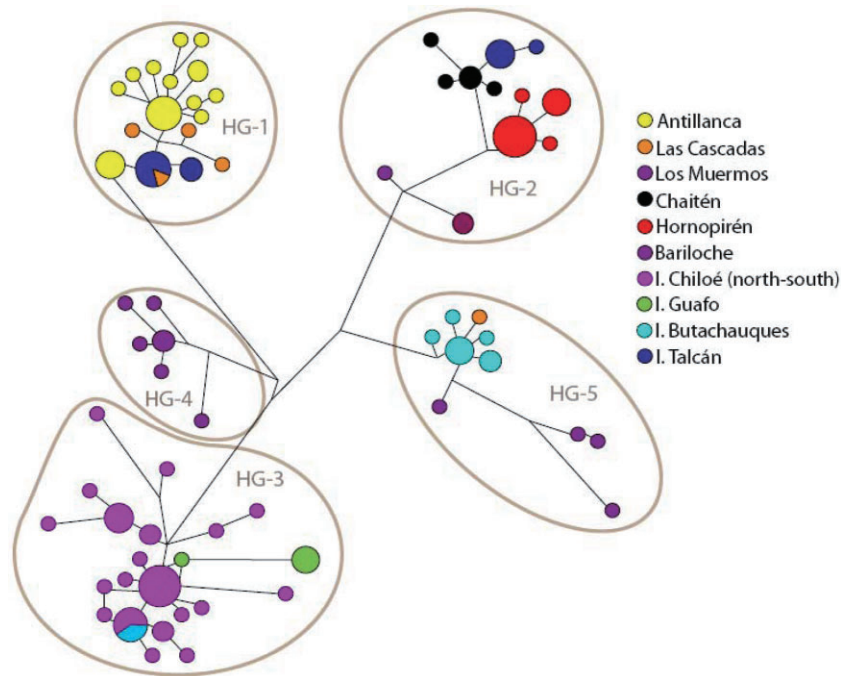 HG-1
HG-2
HG-4
HG-5
HG-3
Antillanca
Las Cascadas
Los Muermos
Chaitén
Hornopirén
Bariloche
I. Chiloé (north-south)
I. Guafo
I. Butachauques
I. Talcán